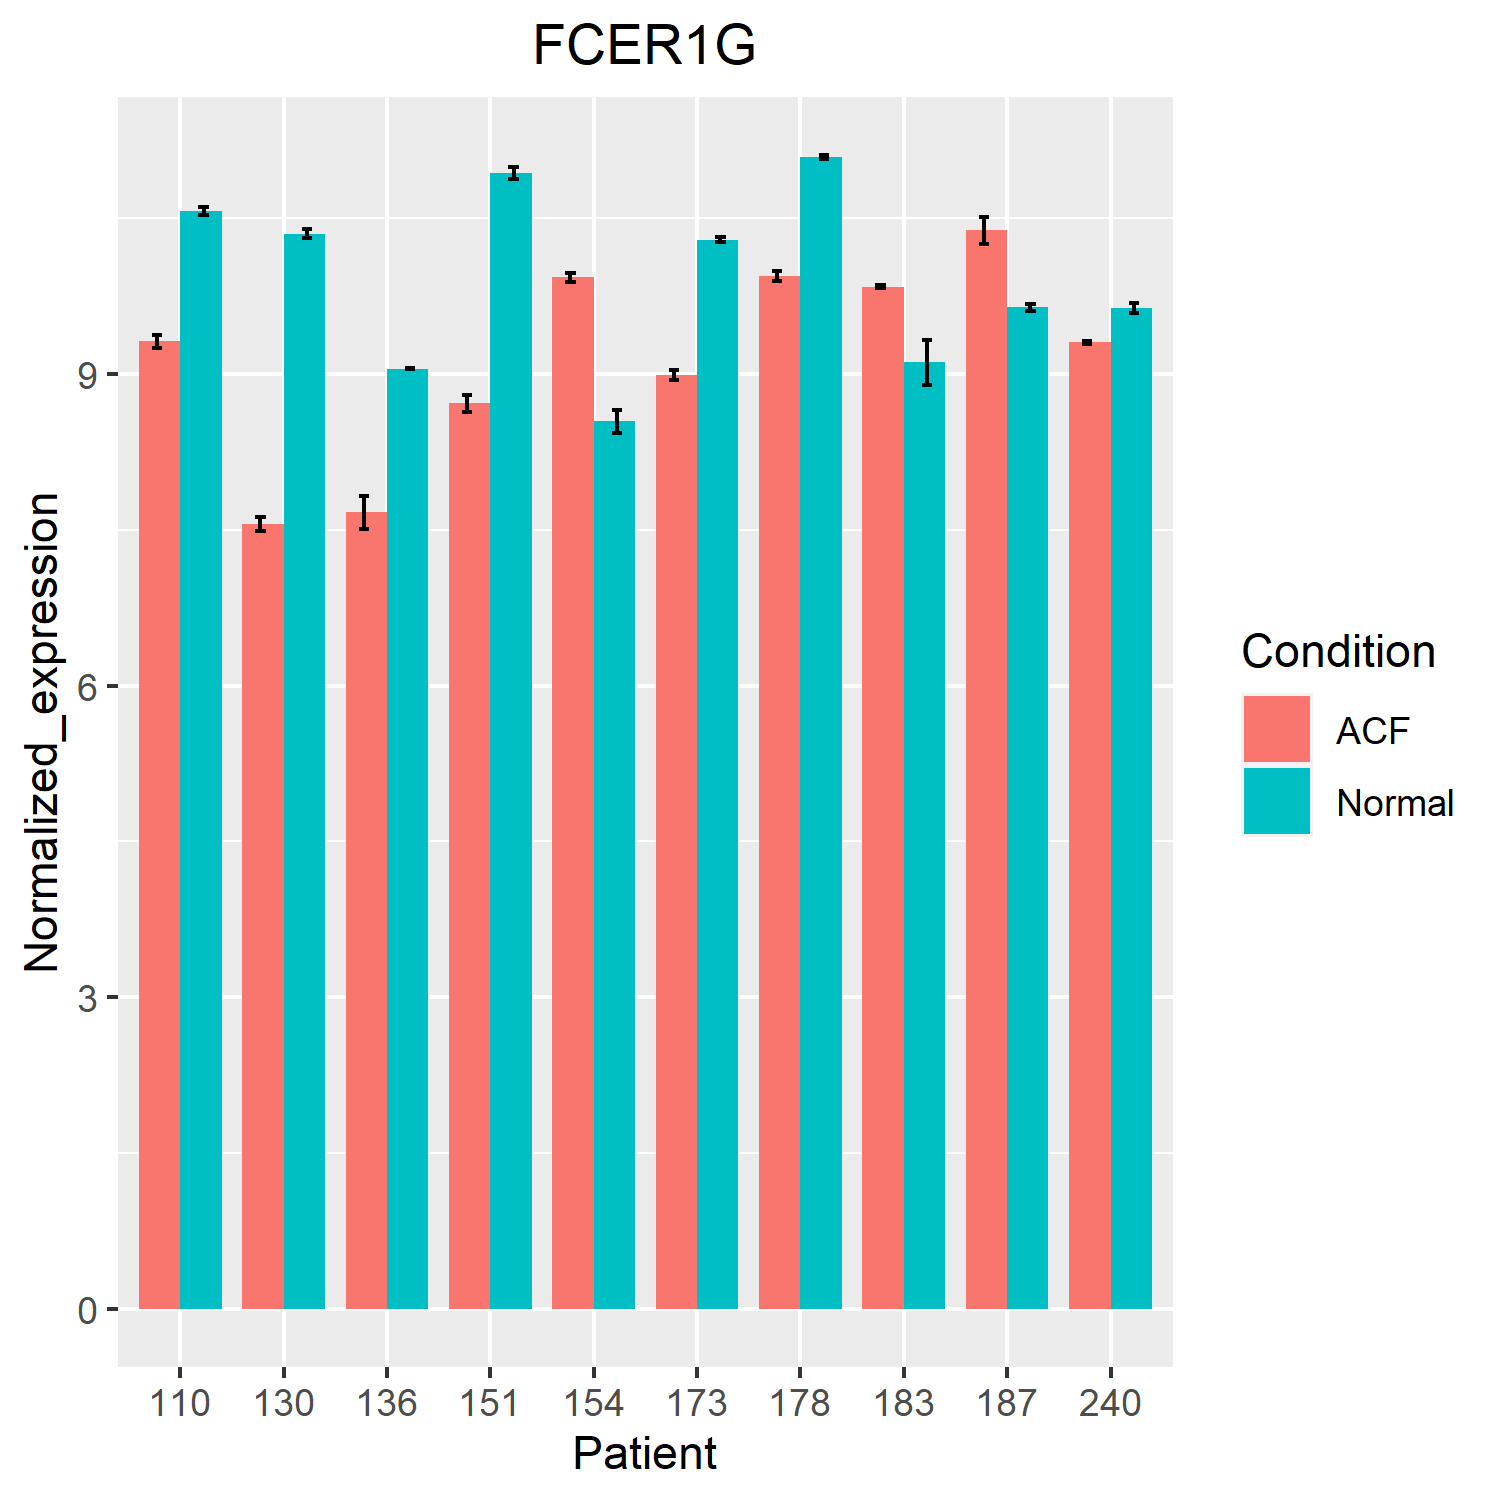 FCER1G
Normalized_expression
9
6
3
0
110 130 136 151 154 173 178 183 187 240
Patient
Condition
ACF
Normal